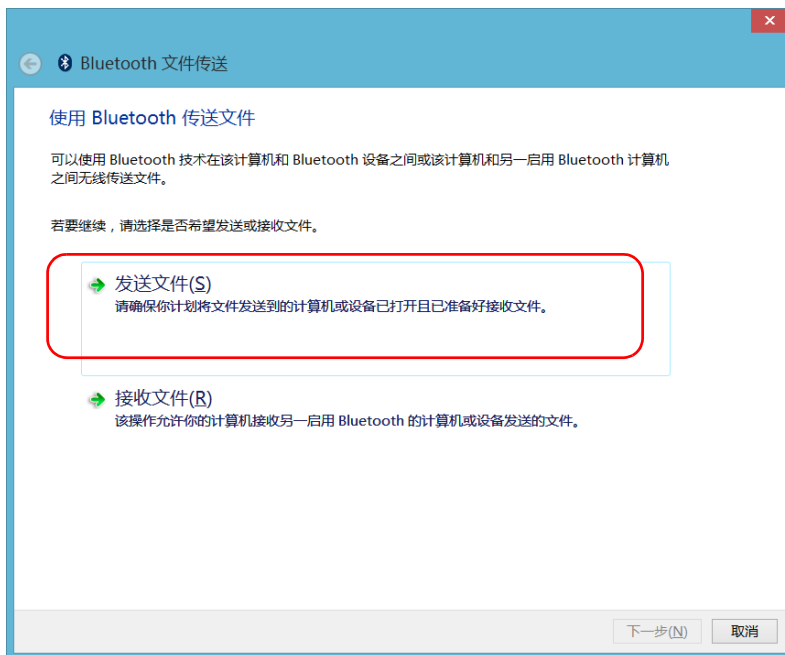 Bluetooth 文件传送
使用 Bluetooth 传送文件
可以使用 Bluetooth 技术在该计算机和 Bluetooth 设备之间或该计算机和另一启用 Bluetooth 计算机
之间无线传送文件。
若要继续，请选择是否希望发送或接收文件。
发送文件(S)
请确保你计划将文件发送到的计算机或设备已打开且已准备好接收文件。
接收文件(R)
该操作允许你的计算机接收另一启用 Bluetooth 的计算机或设备发送的文件。
下一步(N) 取消